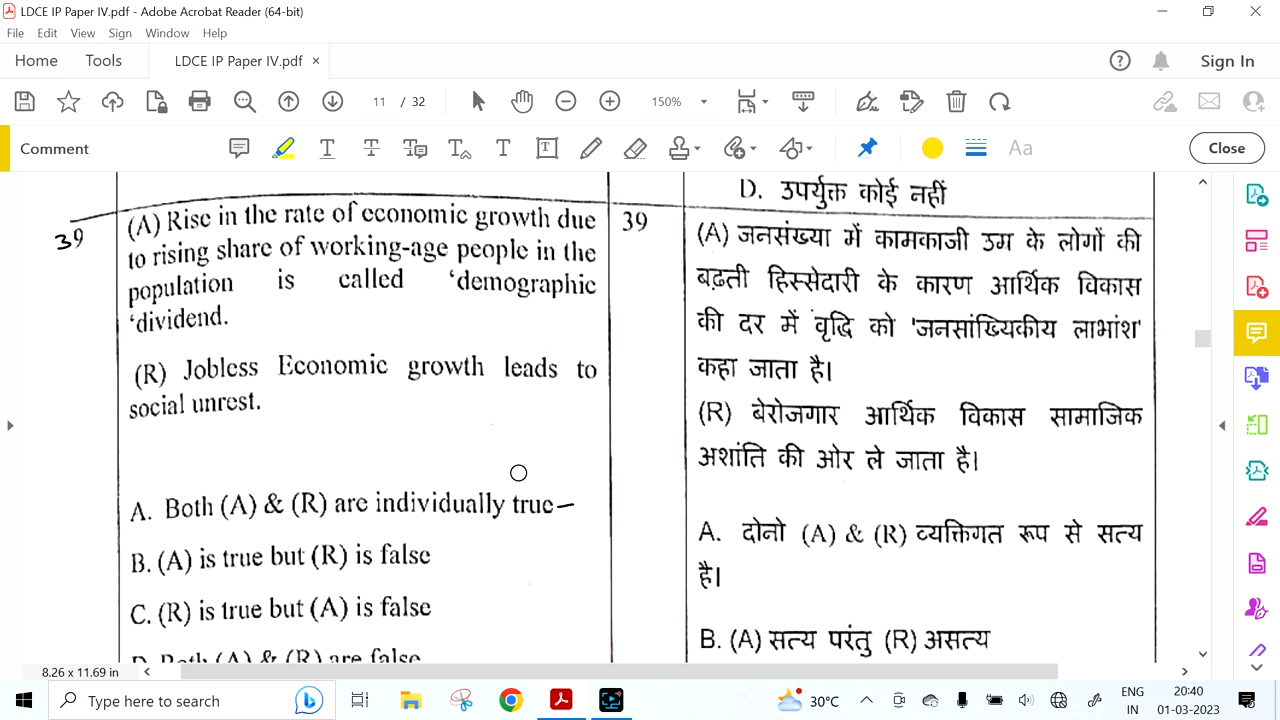 LDCE IP Paper IV.pdf - Adobe Acrobat Reader (64-bit)
File Edit View Sign Window Help
Home Tools LDCE IP Paper IV.pdf × Sign In
11 / 32 150%
Comment Aa Close
D. उपर्युक्त कोई नहीं
39
(A) Rise in the rate of economic growth due
to rising share of working-age people in the
population is called ‘demographic
‘dividend.
(R) Jobless Economic growth leads to
social unrest.
A. Both (A) & (R) are individually true
B. (A) is true but (R) is false
C. (R) is true but (A) is false
D. Both (A) & (R) are false
39
(A) जनसंख्या में कामकाजी उम्र के लोगों की
बढ़ती हिस्सेदारी के कारण आर्थिक विकास
की दर में वृद्धि को 'जनसांख्यिकीय लाभांश'
कहा जाता है।
(R) बेरोजगार आर्थिक विकास सामाजिक
अशांति की ओर ले जाता है।
A. दोनो (A) & (R) व्यक्तिगत रूप से सत्य
है।
B. (A) सत्य परंतु (R) असत्य
8.26 x 11.69 in
Type here to search 30°C ENG 20:40
IN 01-03-2023